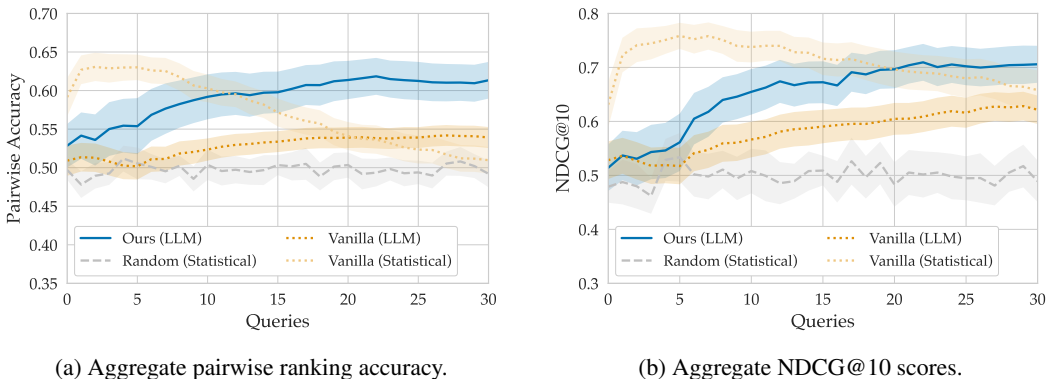 0.70
0.65
0.60
0.55
0.50
0.45
0.40
0.35
Pairwise Accuracy
Ours (LLM)
Random (Statistical)
Vanilla (LLM)
Vanilla (Statistical)
0 5 10 15 20 25 30
Queries
(a) Aggregate pairwise ranking accuracy.
0.8
0.7
0.6
0.5
0.4
0.3
NDCG@10
Ours (LLM)
Random (Statistical)
Vanilla (LLM)
Vanilla (Statistical)
0 5 10 15 20 25 30
Queries
(b) Aggregate NDCG@10 scores.